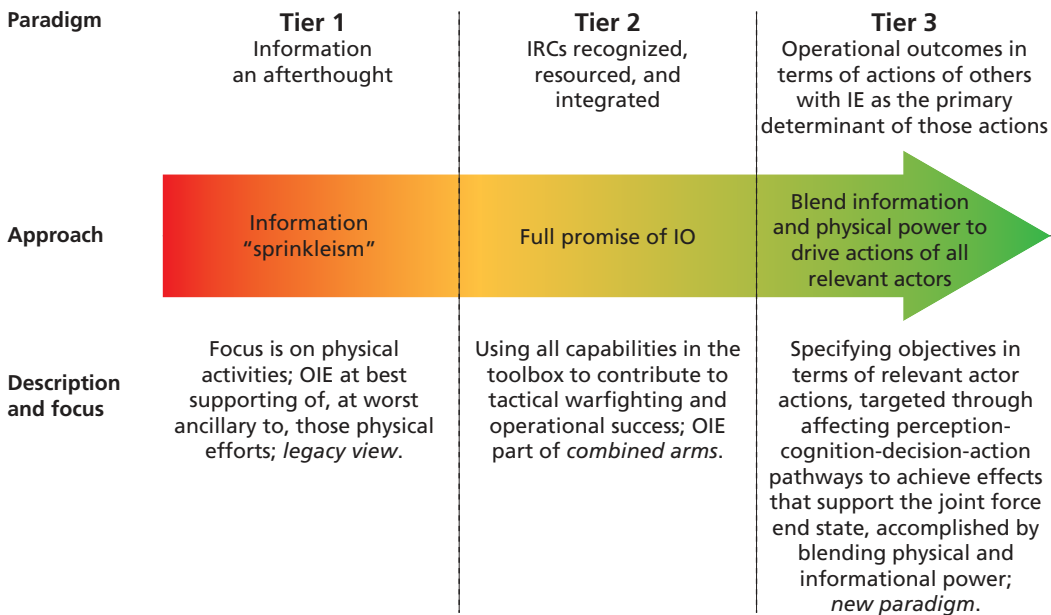 Paradigm
Tier 1
Information
an afterthought
Tier 2
IRCs recognized,
resourced, and
integrated
Tier 3
Operational outcomes in
terms of actions of others
with IE as the primary
determinant of those actions
Approach
Information
“sprinkleism”
Full promise of IO
Blend information
and physical power to
drive actions of all
relevant actors
Description
and focus
Focus is on physical
activities; OIE at best
supporting of, at worst
ancillary to, those physical
efforts; legacy view.
Using all capabilities in the
toolbox to contribute to
tactical warfighting and
operational success; OIE
part of combined arms.
Specifying objectives in
terms of relevant actor
actions, targeted through
affecting perception-
cognition-decision-action
pathways to achieve effects
that support the joint force
end state, accomplished by
blending physical and
informational power;
new paradigm.